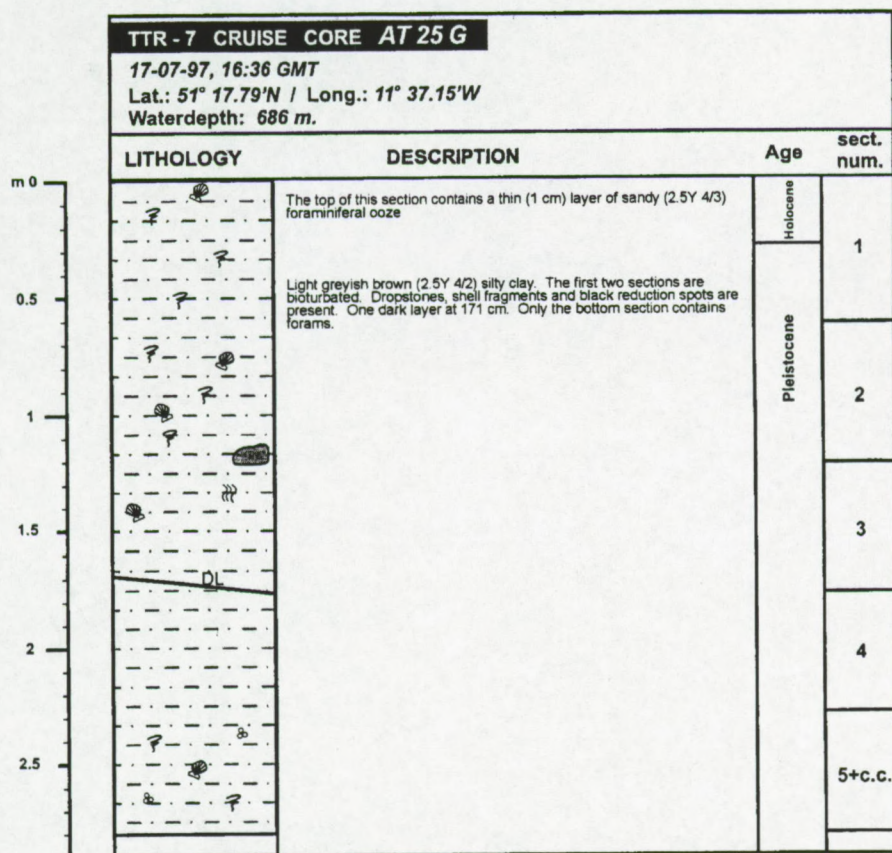 TTR - 7 CRUISE CORE AT 25 G
17-07-97, 16:36 GMT
Lat.: 51° 17.79'N / Long.: 11° 37.15'W
Waterdepth: 686 m.
LITHOLOGY DESCRIPTION Age sect. num.
m 0
0.5
1
1.5
2
2.5
DL
The top of this section contains a thin (1 cm) layer of sandy (2.5Y 4/3)
foraminiferal ooze
Light greyish brown (2.5Y 4/2) silty clay. The first two sections are
bioturbated. Dropstones, shell fragments and black reduction spots are
present. One dark layer at 171 cm. Only the bottom section contains
forams.
Holocene
Pleistocene
1
2
3
4
5+c.c.